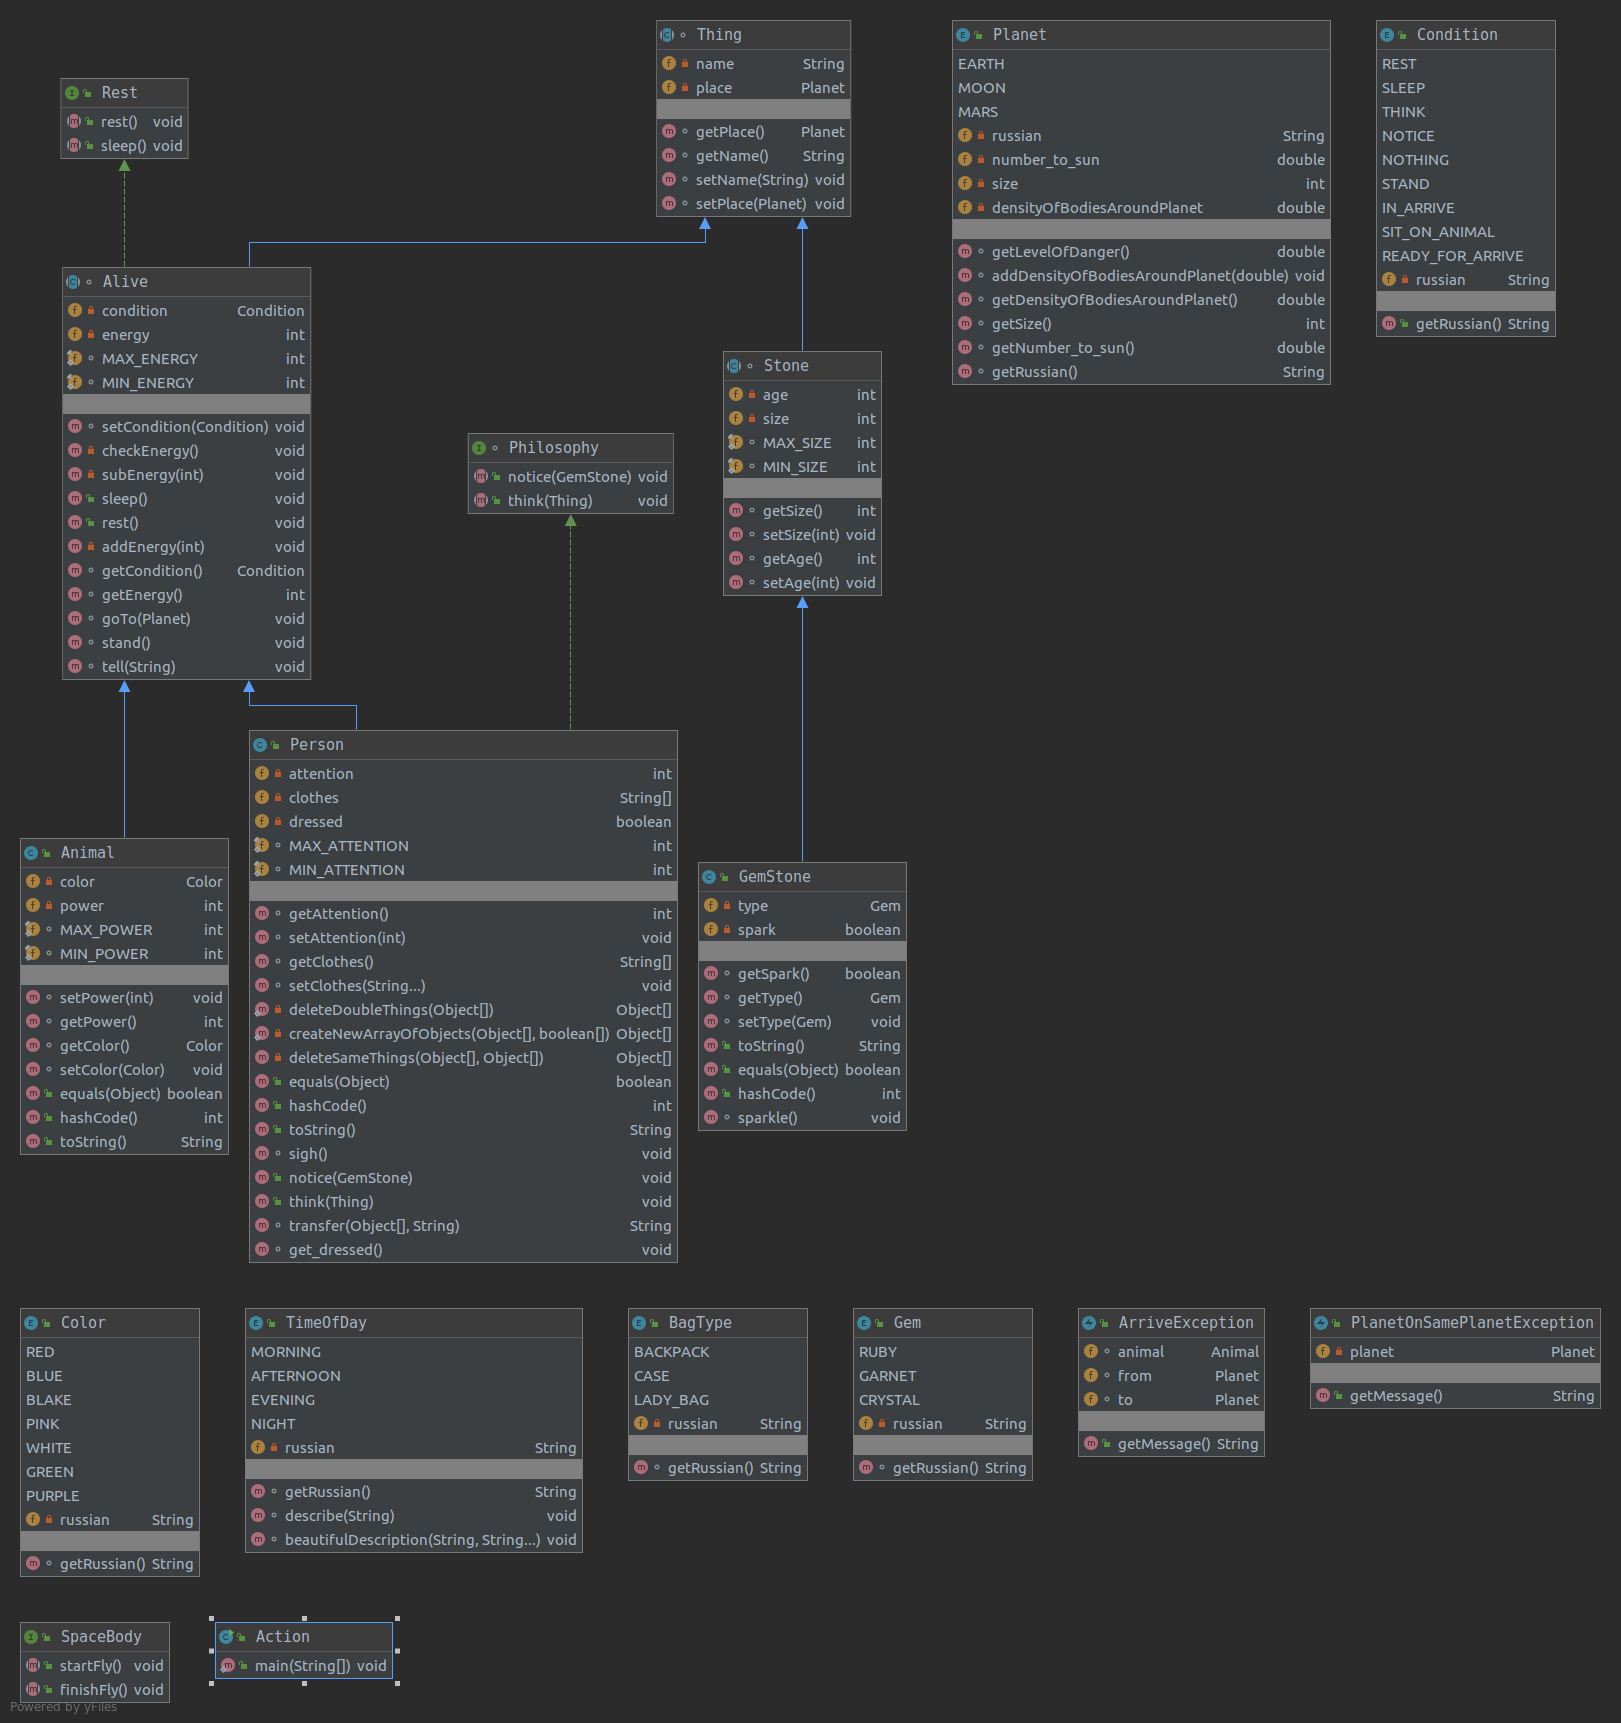 Thing
name String
place Planet
getPlace() Planet
getName() String
setName(String) void
setPlace(Planet) void
Planet
EARTH
MOON
MARS
russian String
number_to_sun double
size int
densityOfBodiesAroundPlanet double
getLevelOfDanger() double
addDensityOfBodiesAroundPlanet(double) void
getDensityOfBodiesAroundPlanet() double
getSize() int
getNumber_to_sun() double
getRussian() String
Condition
REST
SLEEP
THINK
NOTICE
NOTHING
STAND
IN_ARRIVE
SIT_ON_ANIMAL
READY_FOR_ARRIVE
russian String
getRussian() String
Rest
rest() void
sleep() void
Alive
condition Condition
energy int
MAX_ENERGY int
MIN_ENERGY int
setCondition(Condition) void
checkEnergy() void
subEnergy(int) void
sleep() void
rest() void
addEnergy(int) void
getCondition() Condition
getEnergy() int
goTo(Planet) void
stand() void
tell(String) void
Philosophy
notice(GemStone) void
think(Thing) void
Stone
age int
size int
MAX_SIZE int
MIN_SIZE int
getSize() int
setSize(int) void
getAge() int
setAge(int) void
Person
attention int
clothes String[]
dressed boolean
MAX_ATTENTION int
MIN_ATTENTION int
getAttention() int
setAttention(int) void
getClothes() String[]
setClothes(String...) void
deleteDoubleThings(Object[]) Object[]
createNewArrayOfObjects(Object[], boolean[]) Object[]
deleteSameThings(Object[], Object[]) Object[]
equals(Object) boolean
hashCode() int
toString() String
sigh() void
notice(GemStone) void
think(Thing) void
transfer(Object[], String) String
get_dressed() void
Animal
color Color
power int
MAX_POWER int
MIN_POWER int
setPower(int) void
getPower() int
getColor() Color
setColor(Color) void
equals(Object) boolean
hashCode() int
toString() String
GemStone
type Gem
spark boolean
getSpark() boolean
getType() Gem
setType(Gem) void
toString() String
equals(Object) boolean
hashCode() int
sparkle() void
Color
RED
BLUE
BLAKE
PINK
WHITE
GREEN
PURPLE
russian String
getRussian() String
TimeOfDay
MORNING
AFTERNOON
EVENING
NIGHT
russian String
getRussian() String
describe(String) void
beautifulDescription(String, String...) void
BagType
BACKPACK
CASE
LADY_BAG
russian String
getRussian() String
Gem
RUBY
GARNET
CRYSTAL
russian String
getRussian() String
ArriveException
animal Animal
from Planet
to Planet
getMessage() String
PlanetOnSamePlanetException
planet Planet
getMessage() String
SpaceBody
startFly() void
finishFly() void
Action
main(String[]) void
Powered by yFiles